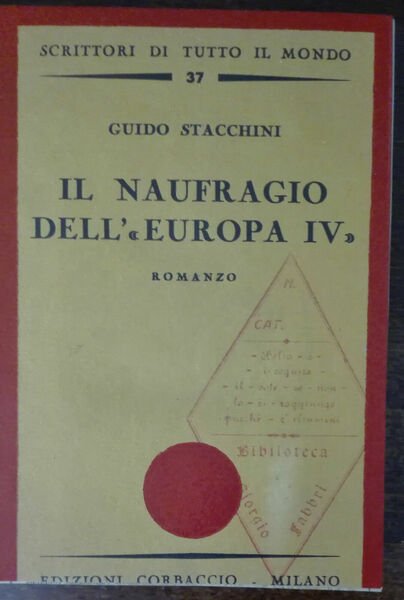 SCRITTORI DI TUTTO IL MONDO
37
GUIDO STACCHINI
IL NAUFRAGIO
DELL'«EUROPA IV»
ROMANZO
N.
CAT.
Biblioteca
Giorgio Fabbri
EDIZIONI CORBACCIO - MILANO